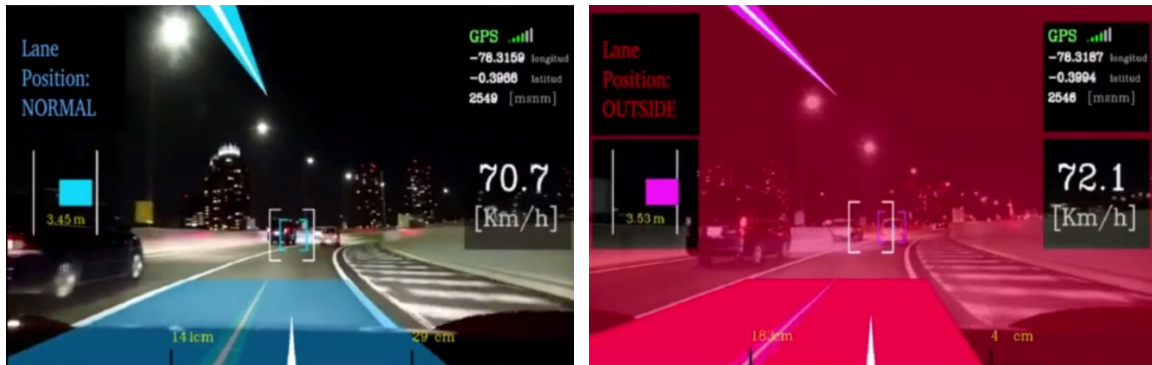 Lane
Position:
NORMAL
GPS
-78.3159 longitud
-0.3966 latitud
2549 [msnm]
3.45 m
70.7
[Km/h]
141cm
29 cm
Lane
Position:
OUTSIDE
GPS
-78.3187 longitud
-0.3994 latitud
2546 [msnm]
3.53 m
72.1
[Km/h]
183cm
4 cm